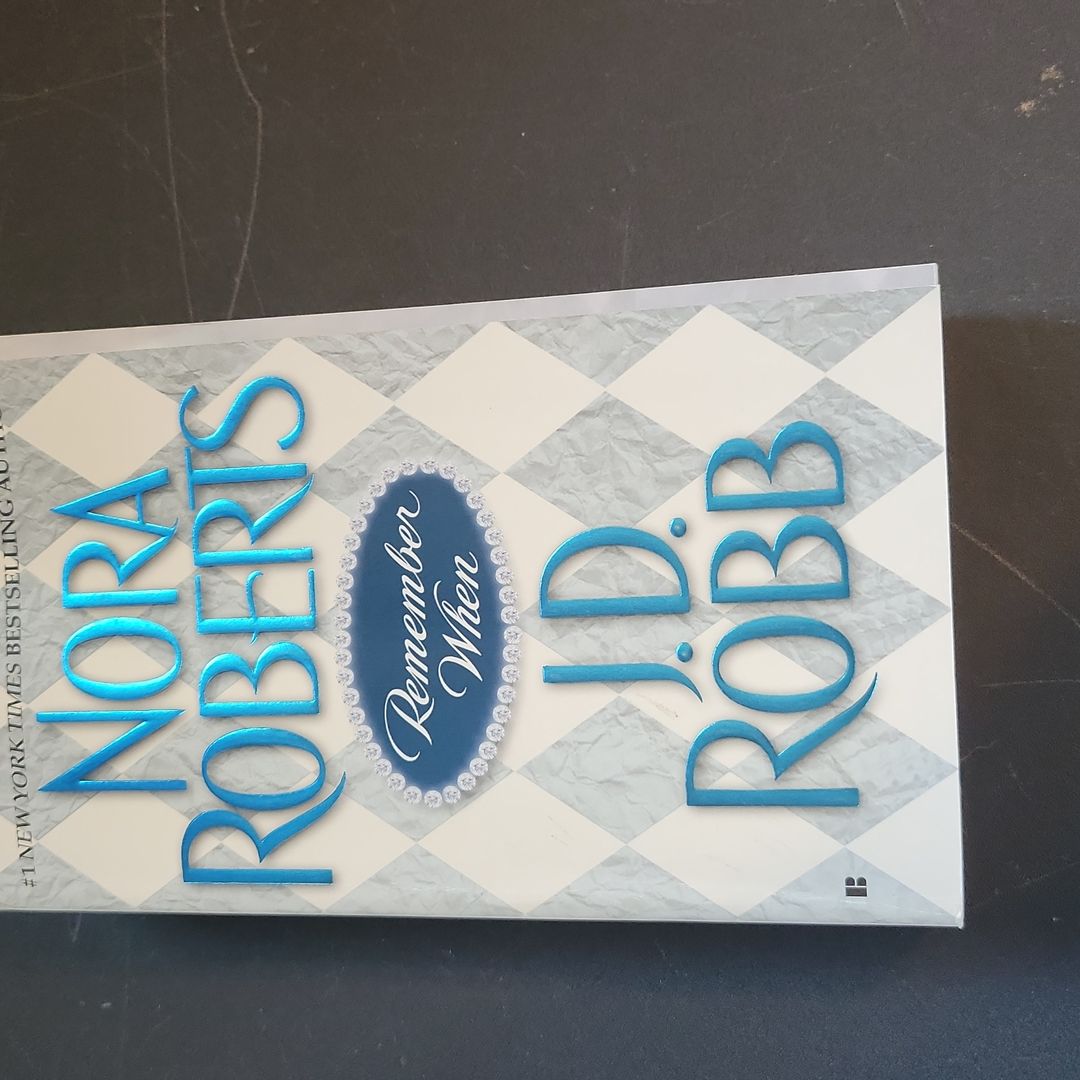 #1 NEW YORK TIMES BESTSELLING
NORA
ROBERTS
Remember
When
J.D.
ROBB
B